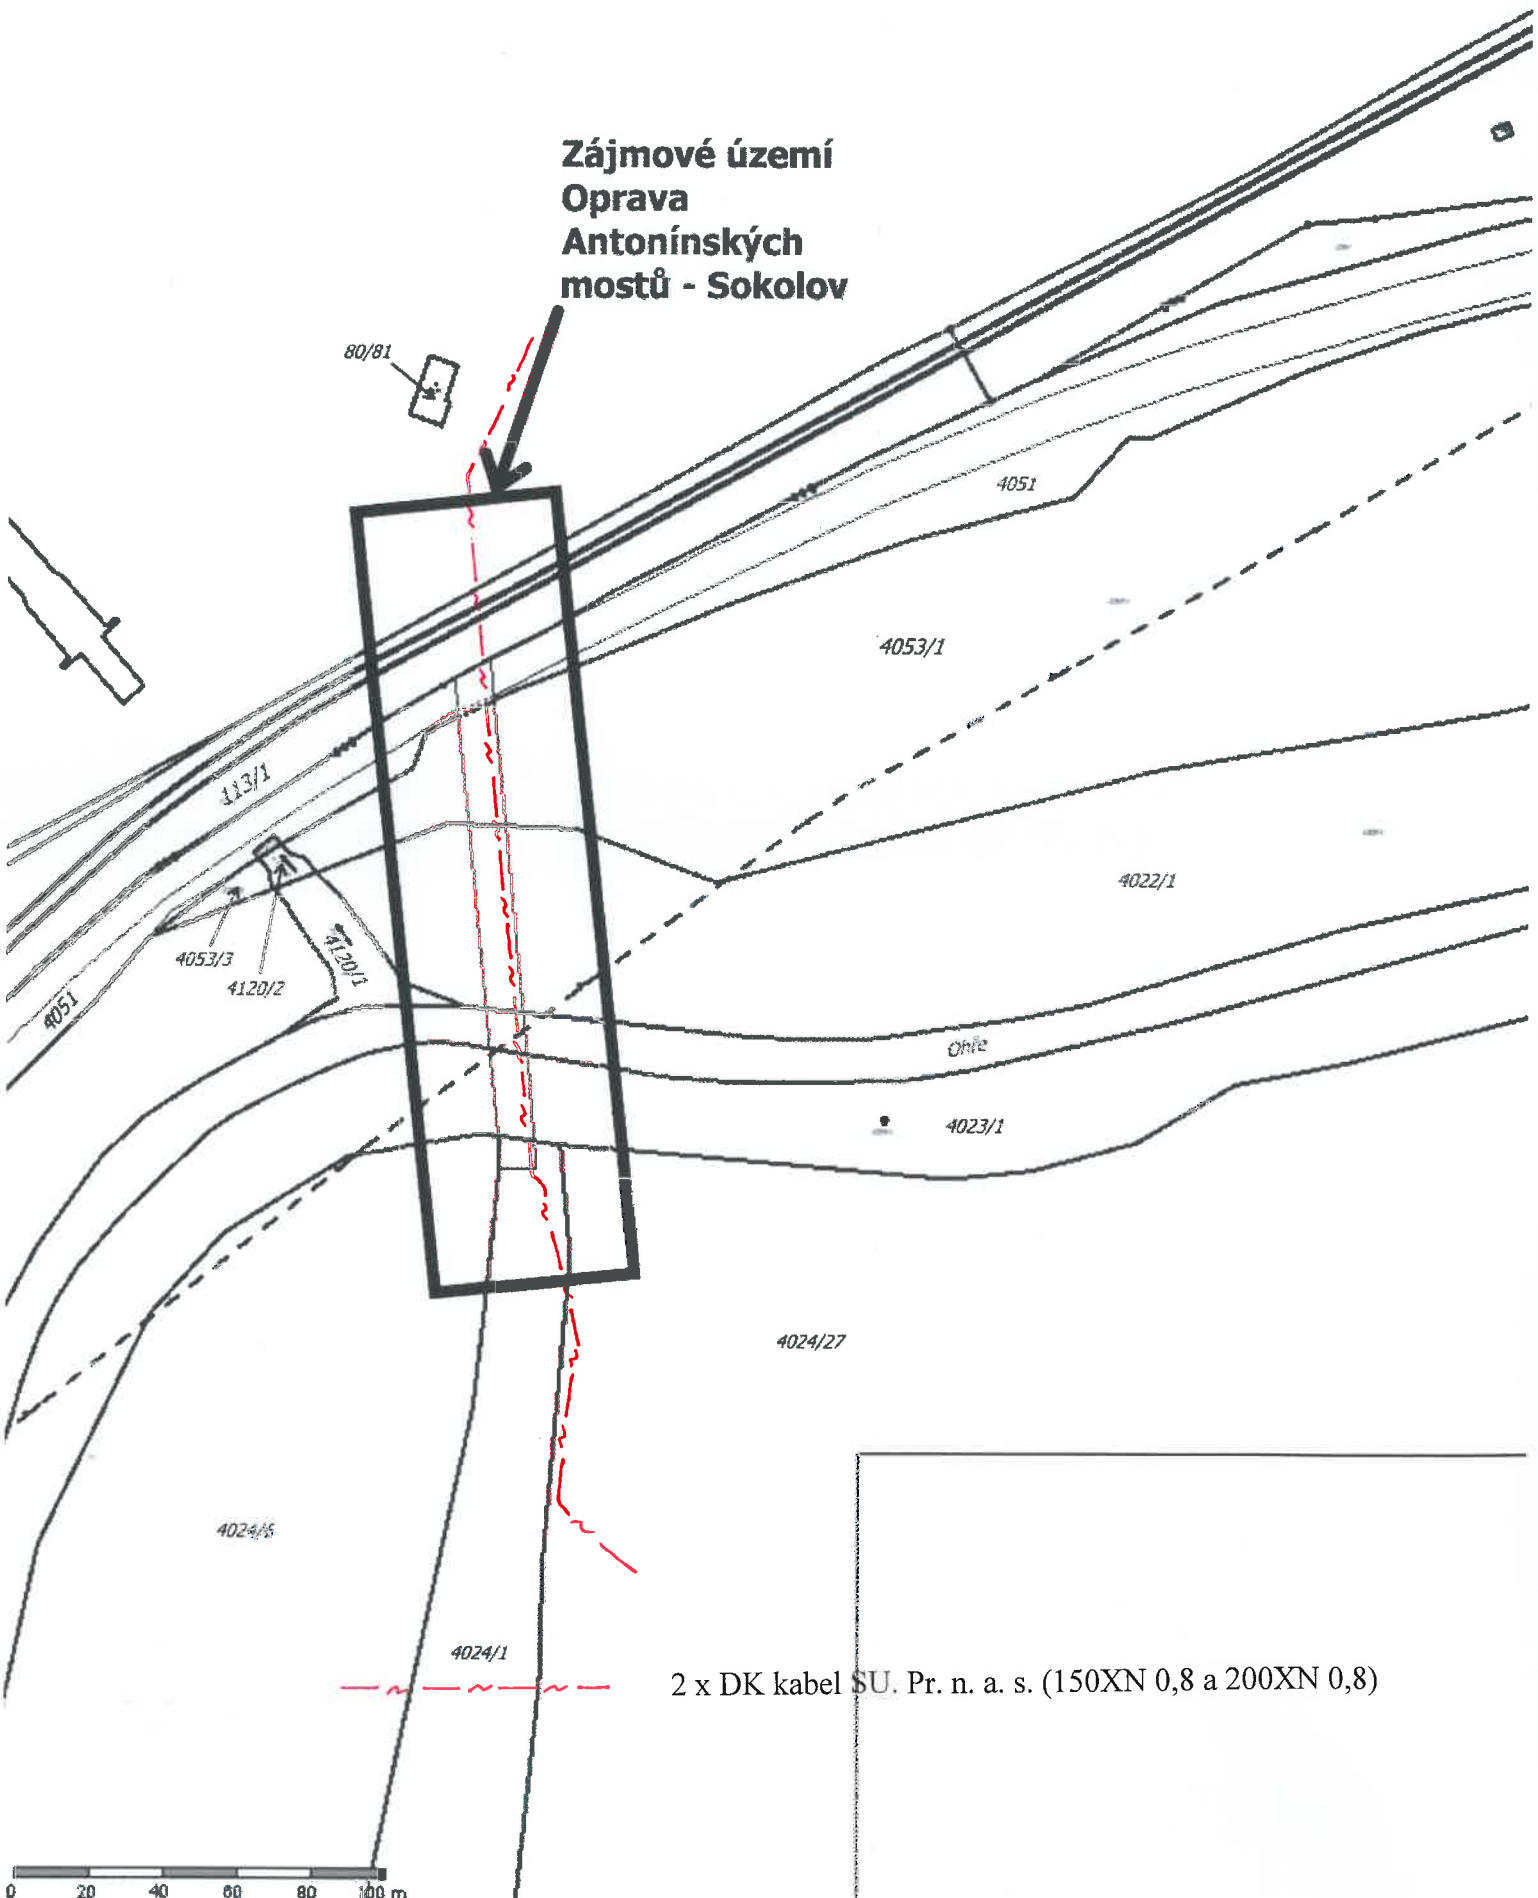 Zájmové území
Oprava
Antonínských
mostů - Sokolov
80/81
4051
4053/1
113/1
4022/1
4053/3
4120/2
4120/1
4051
Ohře
4023/1
4024/27
4024/1
2 x DK kabel SU. Pr. n. a. s. (150XN 0,8 a 200XN 0,8)
0 20 40 60 80 100 m